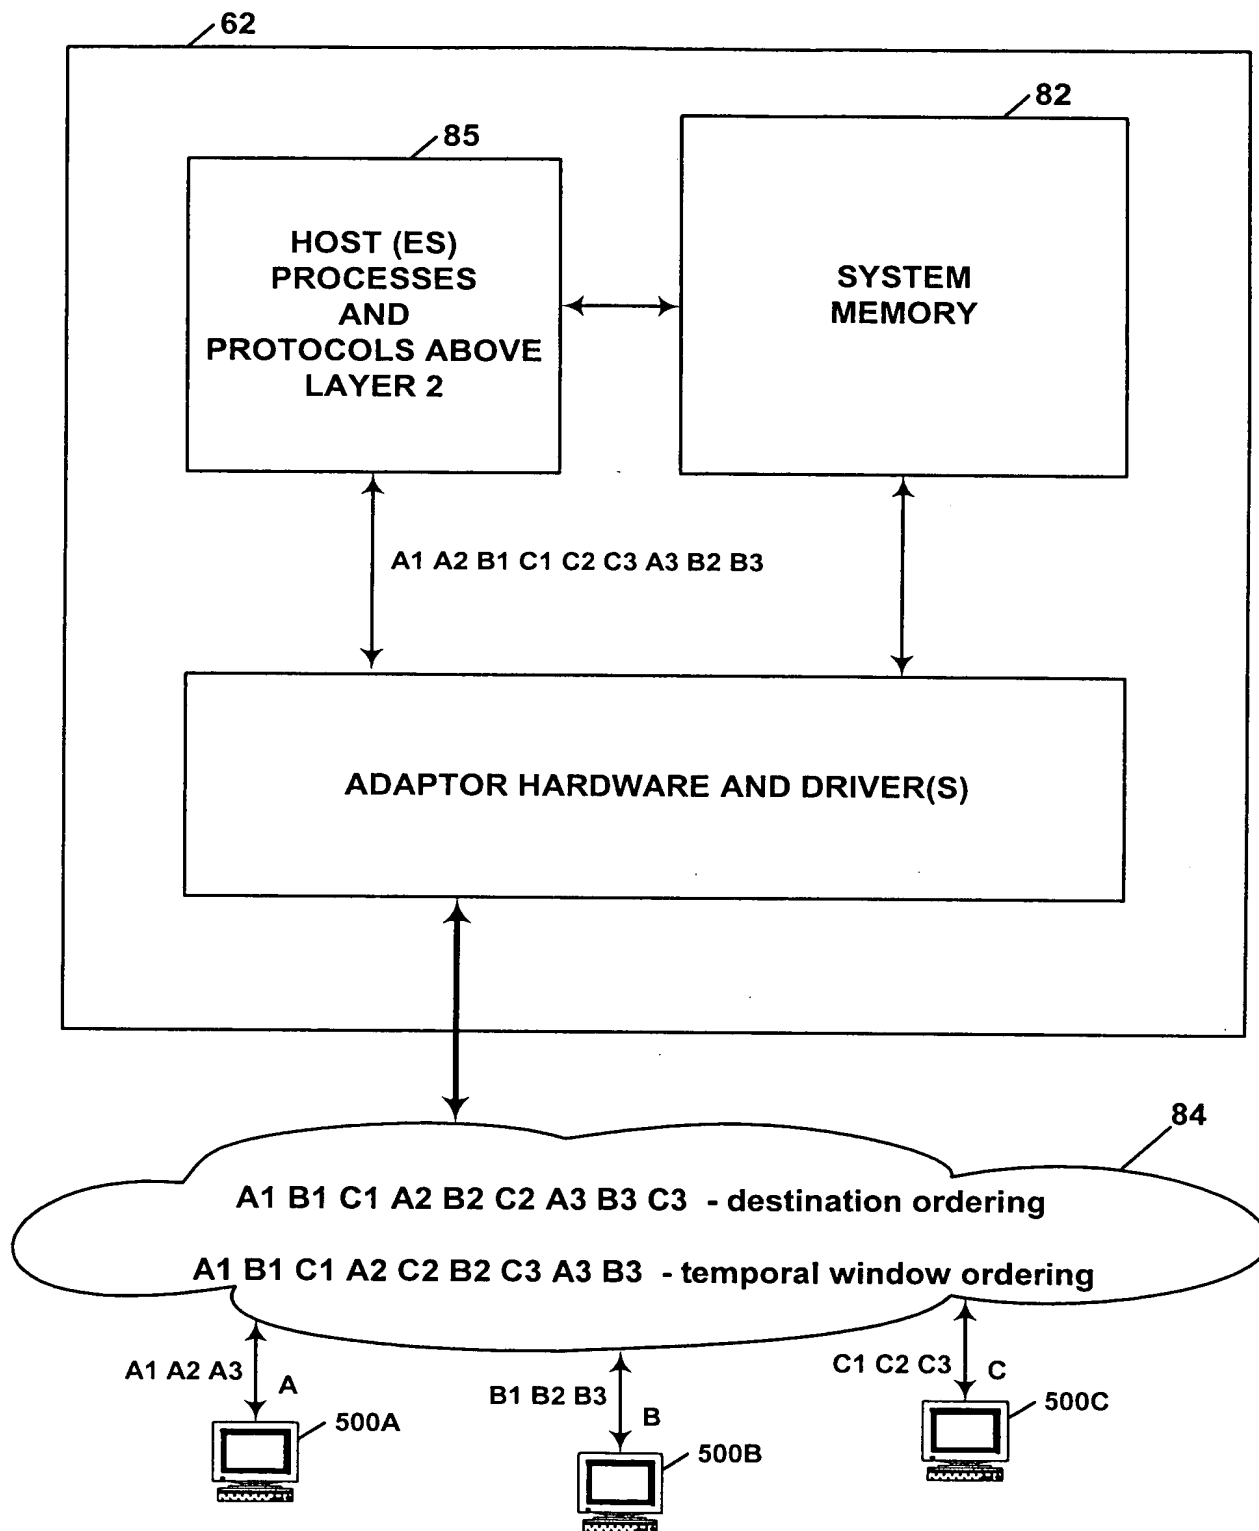 62
82
85
HOST (ES)
PROCESSES
AND
PROTOCOLS ABOVE
LAYER 2
SYSTEM
MEMORY
A1 A2 B1 C1 C2 C3 A3 B2 B3
ADAPTOR HARDWARE AND DRIVER(S)
84
A1 B1 C1 A2 B2 C2 A3 B3 C3 - destination ordering
A1 B1 C1 A2 C2 B2 C3 A3 B3 - temporal window ordering
A1 A2 A3
A
500A
B1 B2 B3
B
500B
C1 C2 C3
C
500C